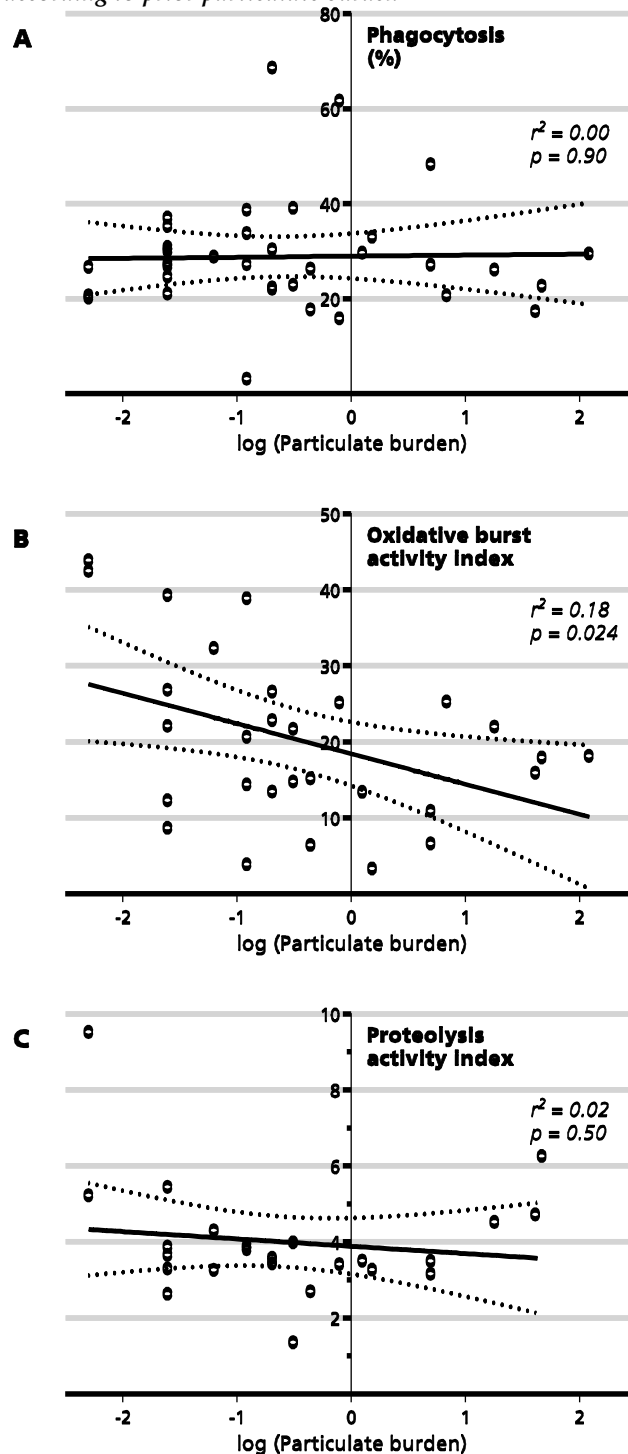 according to prior particulate burden
A
Phagocytosis
(%)
80
60
40
20
r² = 0.00
p = 0.90
-2 -1 0 1 2
log (Particulate burden)
B
Oxidative burst
activity index
50
40
30
20
10
r² = 0.18
p = 0.024
-2 -1 0 1 2
log (Particulate burden)
C
Proteolysis
activity index
10
8
6
4
2
r² = 0.02
p = 0.50
-2 -1 0 1 2
log (Particulate burden)